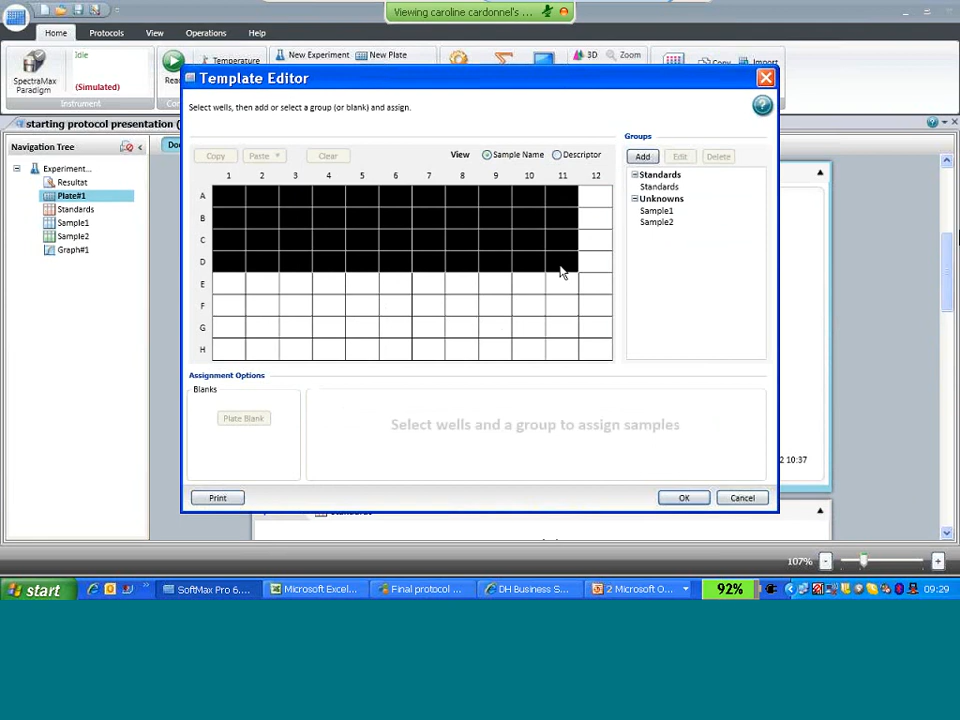 Viewing caroline cardonnel's ...
Home Protocols View Operations Help
Idle
(Simulated)
SpectraMax
Paradigm
Instrument
Temperature
New Experiment New Plate
3D Zoom
Import
starting protocol presentation (
Template Editor
Select wells, then add or select a group (or blank) and assign.
Navigation Tree
Experiment...
Resultat
Plate#1
Standards
Sample1
Sample2
Graph#1
Copy Paste Clear
View Sample Name Descriptor
1 2 3 4 5 6 7 8 9 10 11 12
A
B
C
D
E
F
G
H
Groups
Add Edit Delete
Standards
Standards
Unknowns
Sample1
Sample2
Assignment Options
Blanks
Plate Blank
Select wells and a group to assign samples
Print
OK Cancel
2 10:37
107%
start
SoftMax Pro 6....
Microsoft Excel...
Final protocol ...
DH Business S...
2 Microsoft O...
92%
09:29